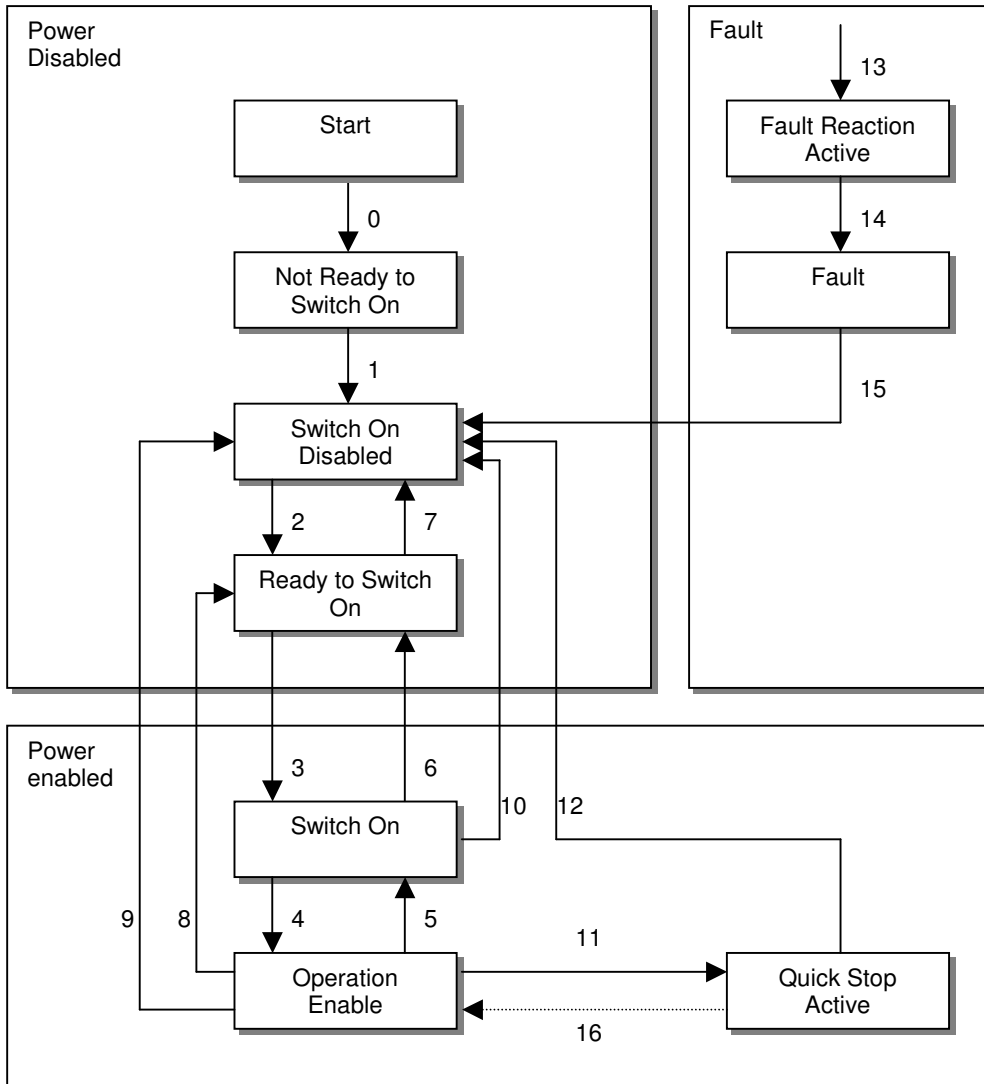 Power
Disabled
Start
0
Not Ready to
Switch On
1
Switch On
Disabled
2
7
Ready to Switch
On
Fault
13
Fault Reaction
Active
14
Fault
15
Power
enabled
3
6
10
12
Switch On
9
8
4
5
11
Operation
Enable
Quick Stop
Active
16